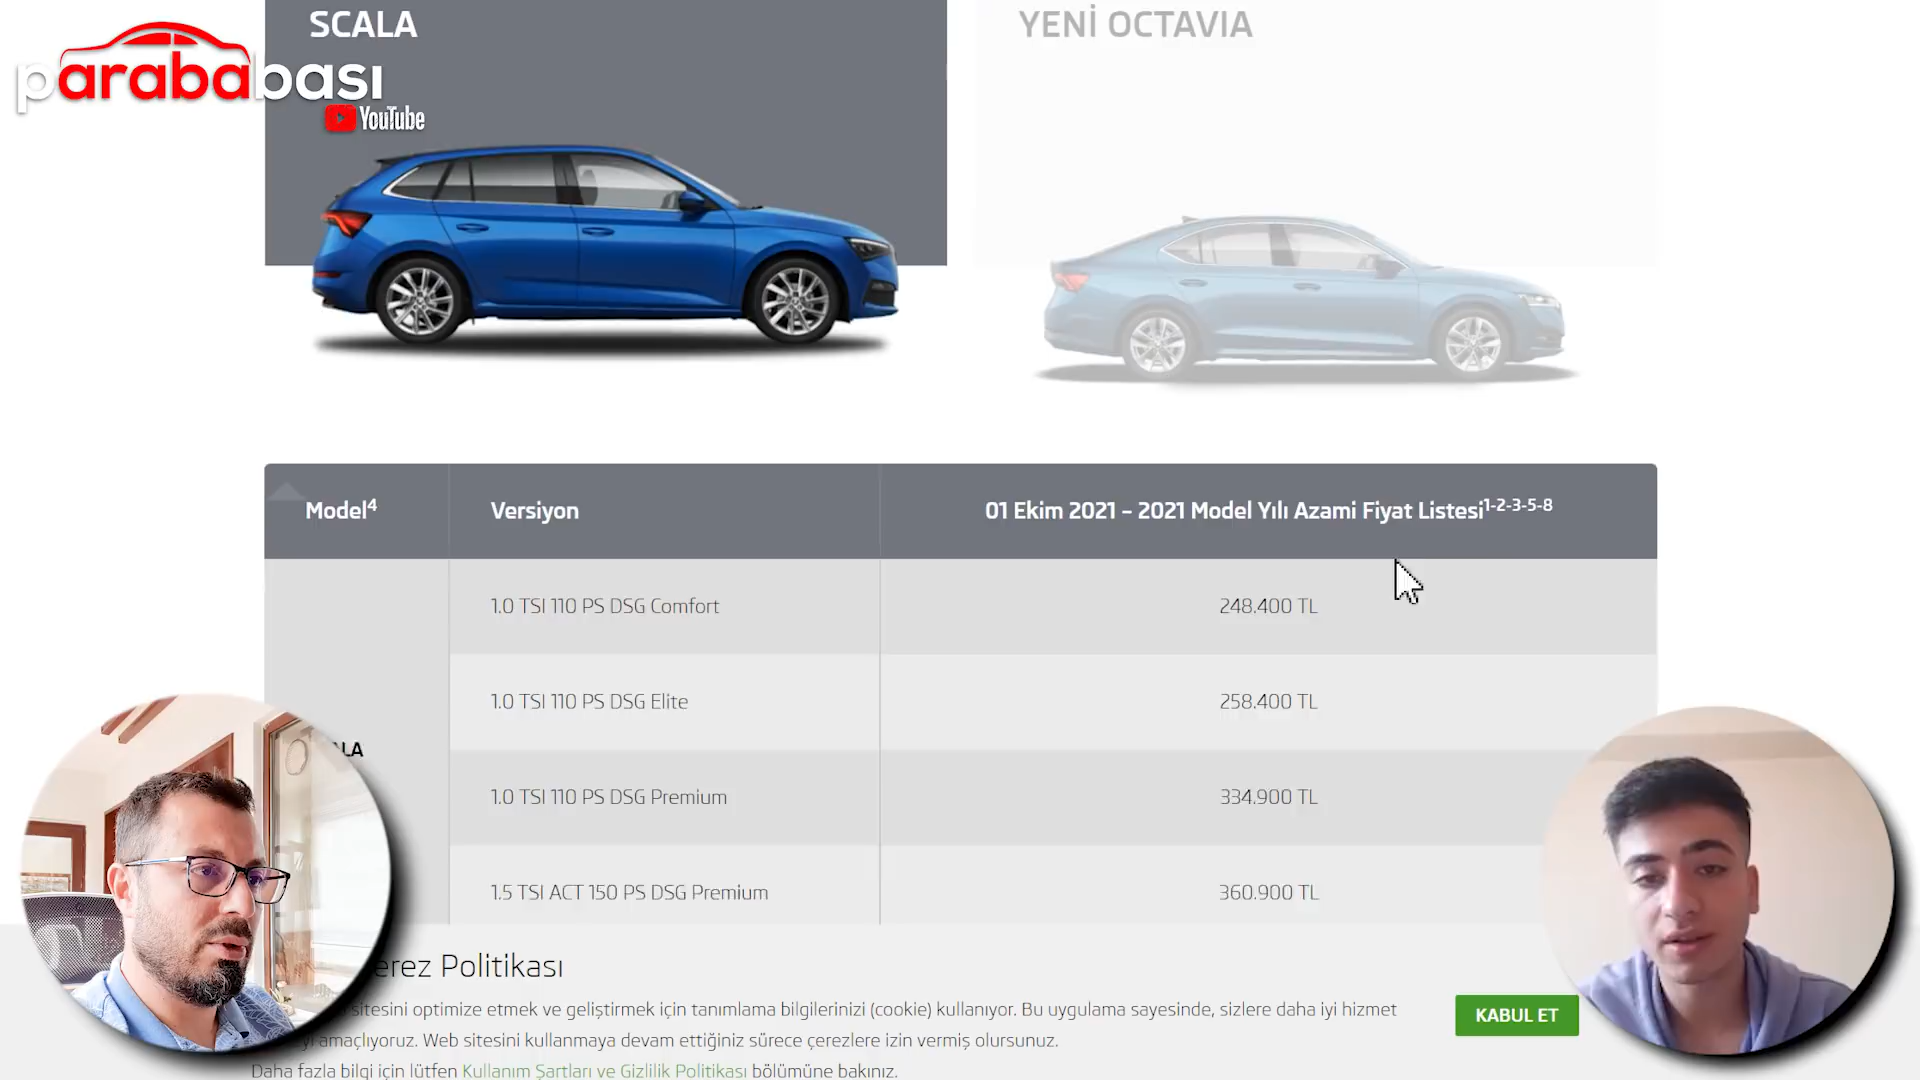 SCALA
YENİ OCTAVIA
parababası
YouTube
Model4
Versiyon
01 Ekim 2021 – 2021 Model Yılı Azami Fiyat Listesi1-2-3-5-8
1.0 TSI 110 PS DSG Comfort
248.400 TL
1.0 TSI 110 PS DSG Elite
258.400 TL
LA
1.0 TSI 110 PS DSG Premium
334.900 TL
1.5 TSI ACT 150 PS DSG Premium
360.900 TL
erez Politikası
sitesini optimize etmek ve geliştirmek için tanımlama bilgilerinizi (cookie) kullanıyor. Bu uygulama sayesinde, sizlere daha iyi hizmet
amaçlıyoruz. Web sitesini kullanmaya devam ettiğiniz sürece çerezlere izin vermiş olursunuz.
Daha fazla bilgi için lütfen Kullanım Şartları ve Gizlilik Politikası bölümüne bakınız.
KABUL ET